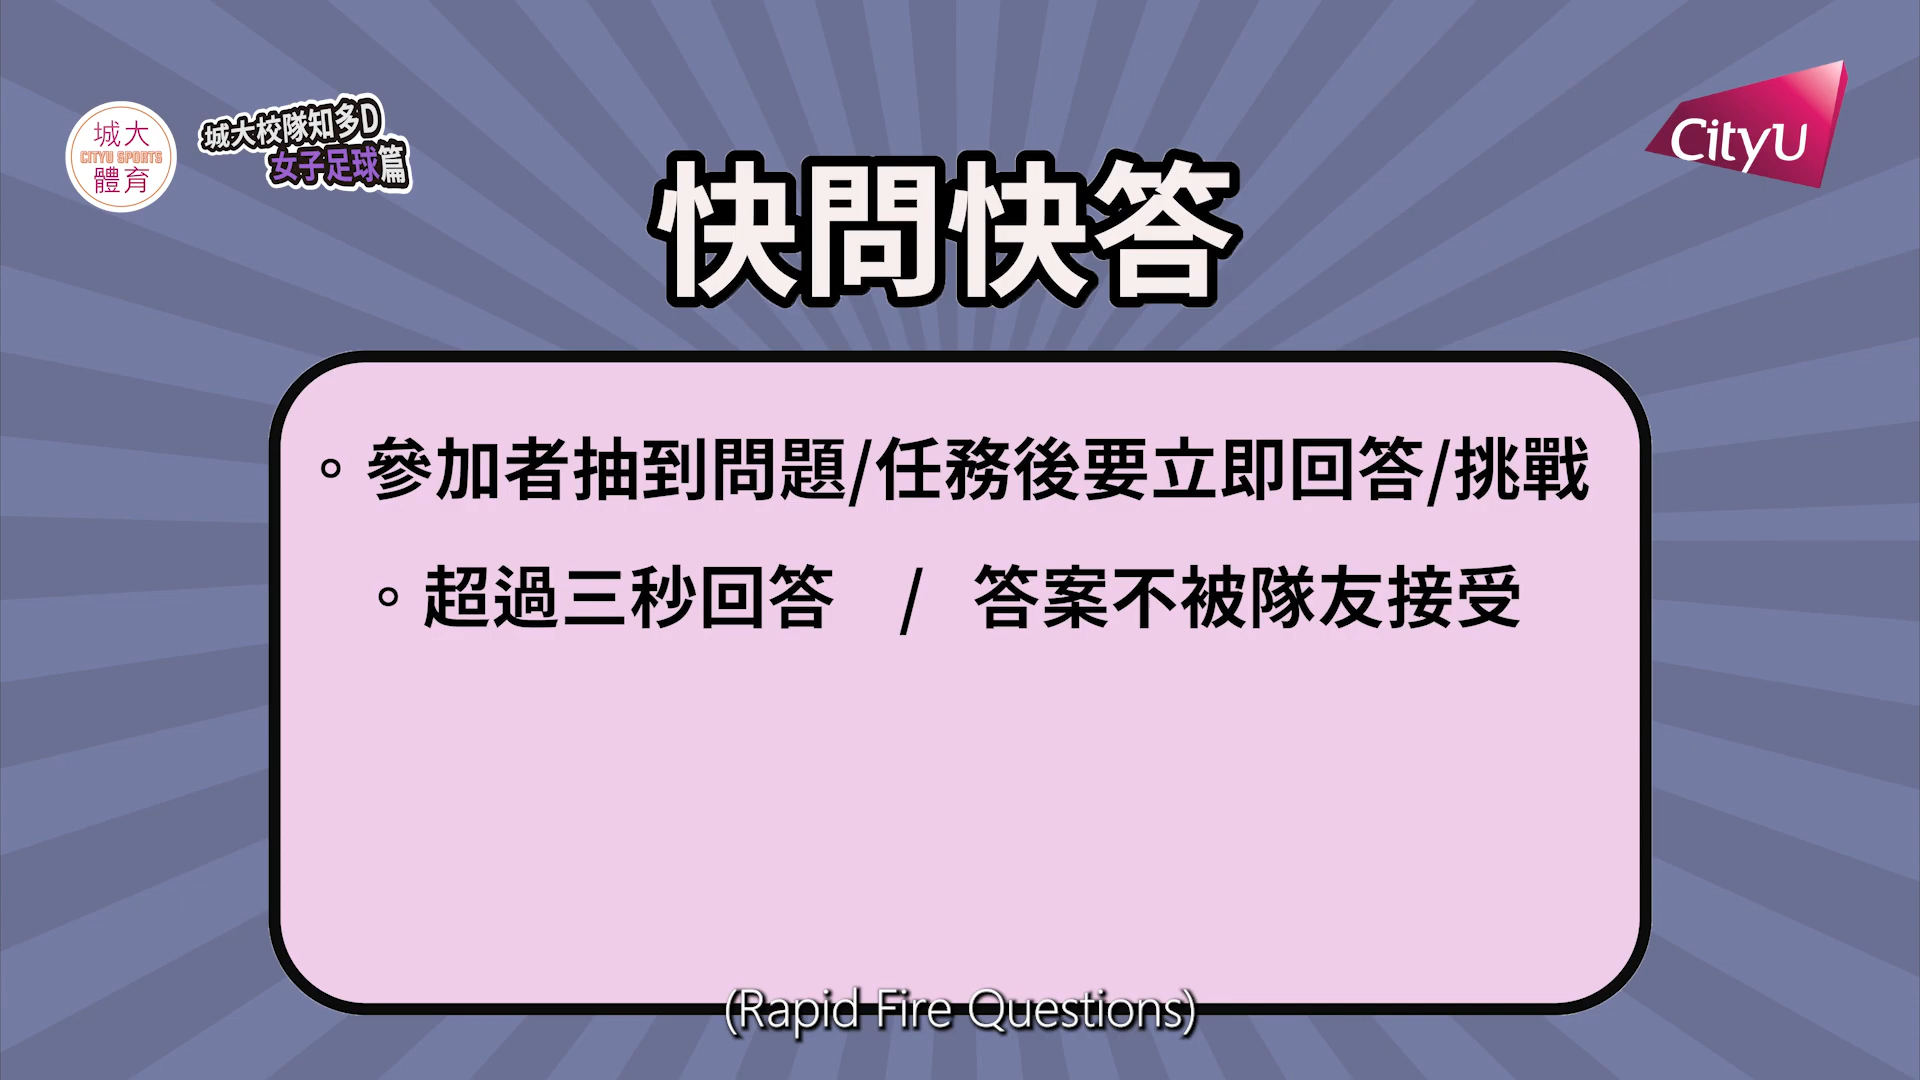 城大
CITYU SPORTS
體育
城大校隊知多D
女子足球篇
CityU
快問快答
◦ 參加者抽到問題/任務後要立即回答/挑戰
◦ 超過三秒回答 / 答案不被隊友接受
(Rapid Fire Questions)